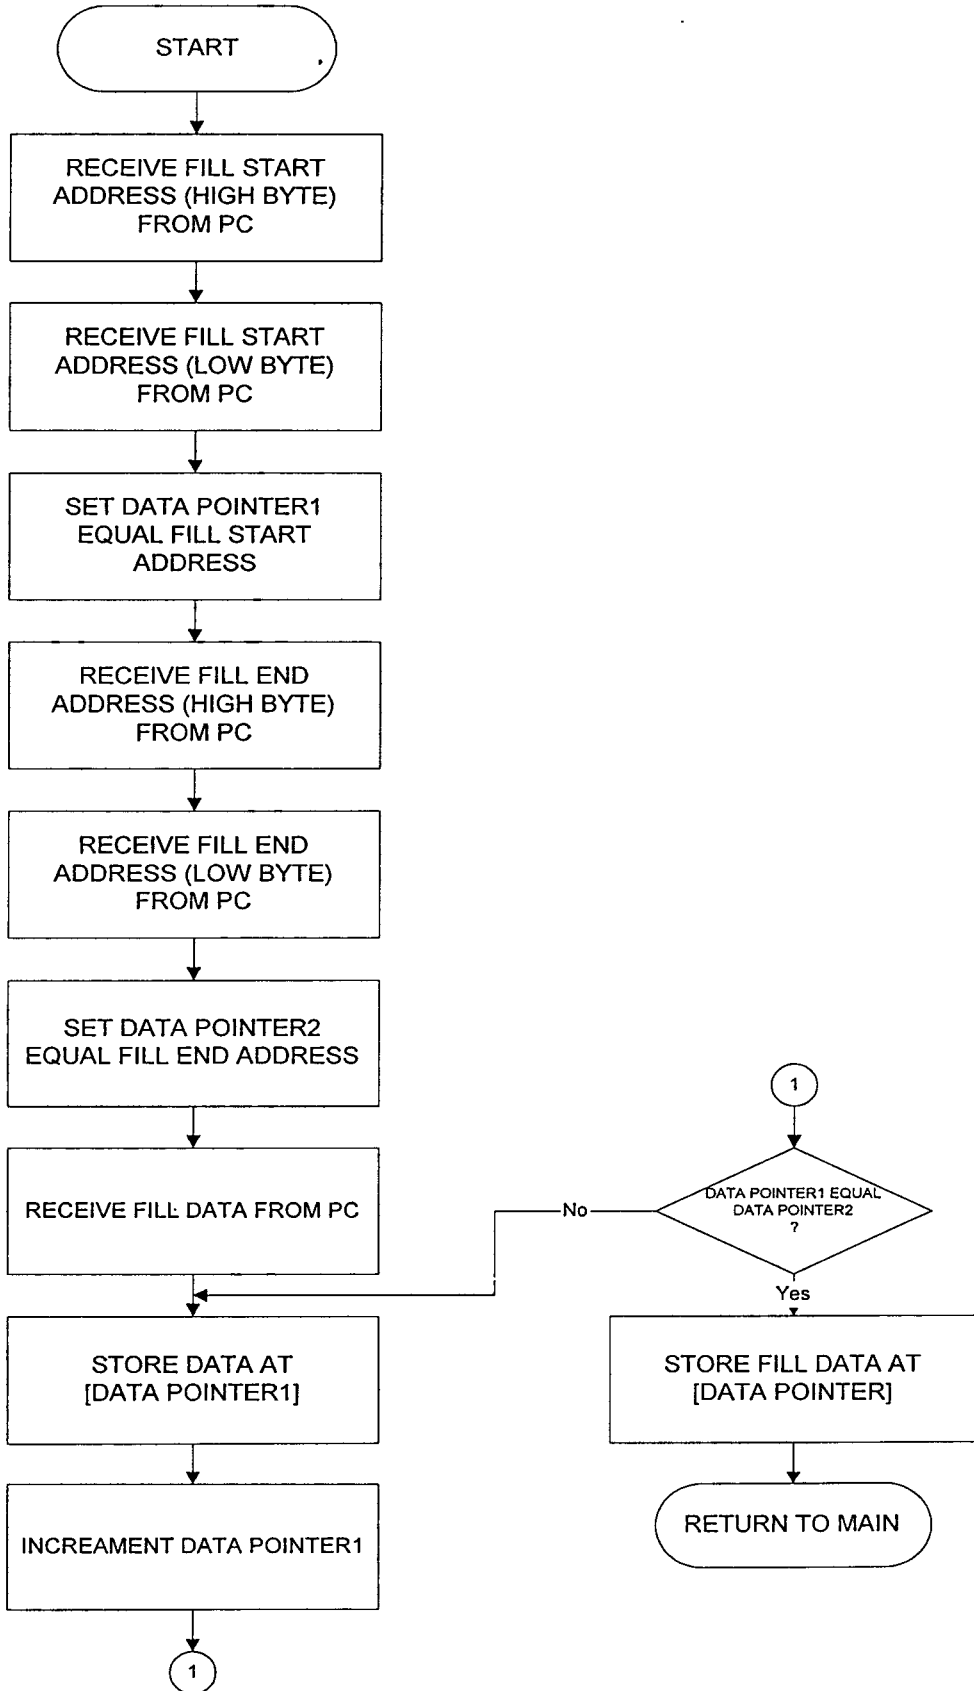 START
RECEIVE FILL START
ADDRESS (HIGH BYTE)
FROM PC
RECEIVE FILL START
ADDRESS (LOW BYTE)
FROM PC
SET DATA POINTER1
EQUAL FILL START
ADDRESS
RECEIVE FILL END
ADDRESS (HIGH BYTE)
FROM PC
RECEIVE FILL END
ADDRESS (LOW BYTE)
FROM PC
SET DATA POINTER2
EQUAL FILL END ADDRESS
RECEIVE FILL DATA FROM PC
STORE DATA AT
[DATA POINTER1]
INCREAMENT DATA POINTER1
1
1
DATA POINTER1 EQUAL
DATA POINTER2
?
No
Yes
STORE FILL DATA AT
[DATA POINTER]
RETURN TO MAIN